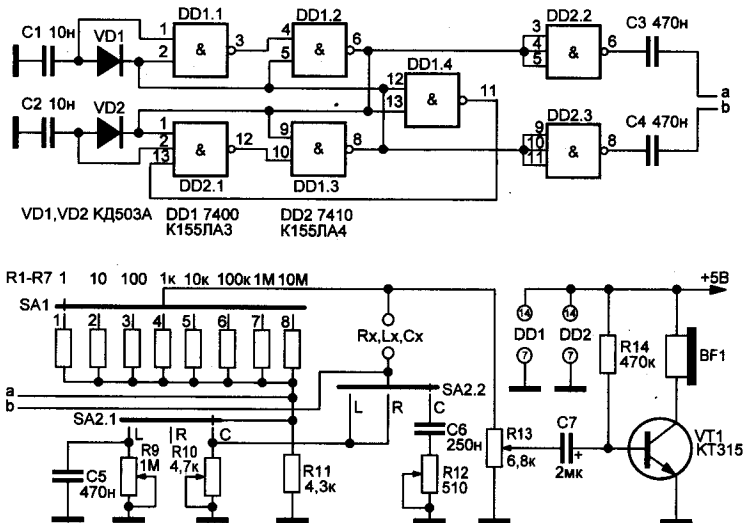 C1 10н VD1
1
2
DD1.1
&
3
DD1.2
4
5
&
6
DD2.2
3
4
5
&
6
C3 470н
DD1.4
12
13
&
11
a
b
C2 10н VD2
1
2
13
&
12
DD2.1
9
10
&
8
DD1.3
DD2.3
9
10
11
&
8
C4 470н
VD1,VD2 КД503А
DD1 7400
К155ЛА3
DD2 7410
К155ЛА4
R1-R7 1 10 100 1к 10к 100к 1М 10М
SA1
1 2 3 4 5 6 7 8
Rx,Lx,Cx
+5В
14 14
DD1 DD2
7 7
R14
470к
BF1
a
b
SA2.1
L R C
SA2.2
L R C
C5
470н
R9
1М
R10
4,7к
R11
4,3к
C6
250н
R12
510
R13
6,8к
C7
+
2мк
VT1
КТ315